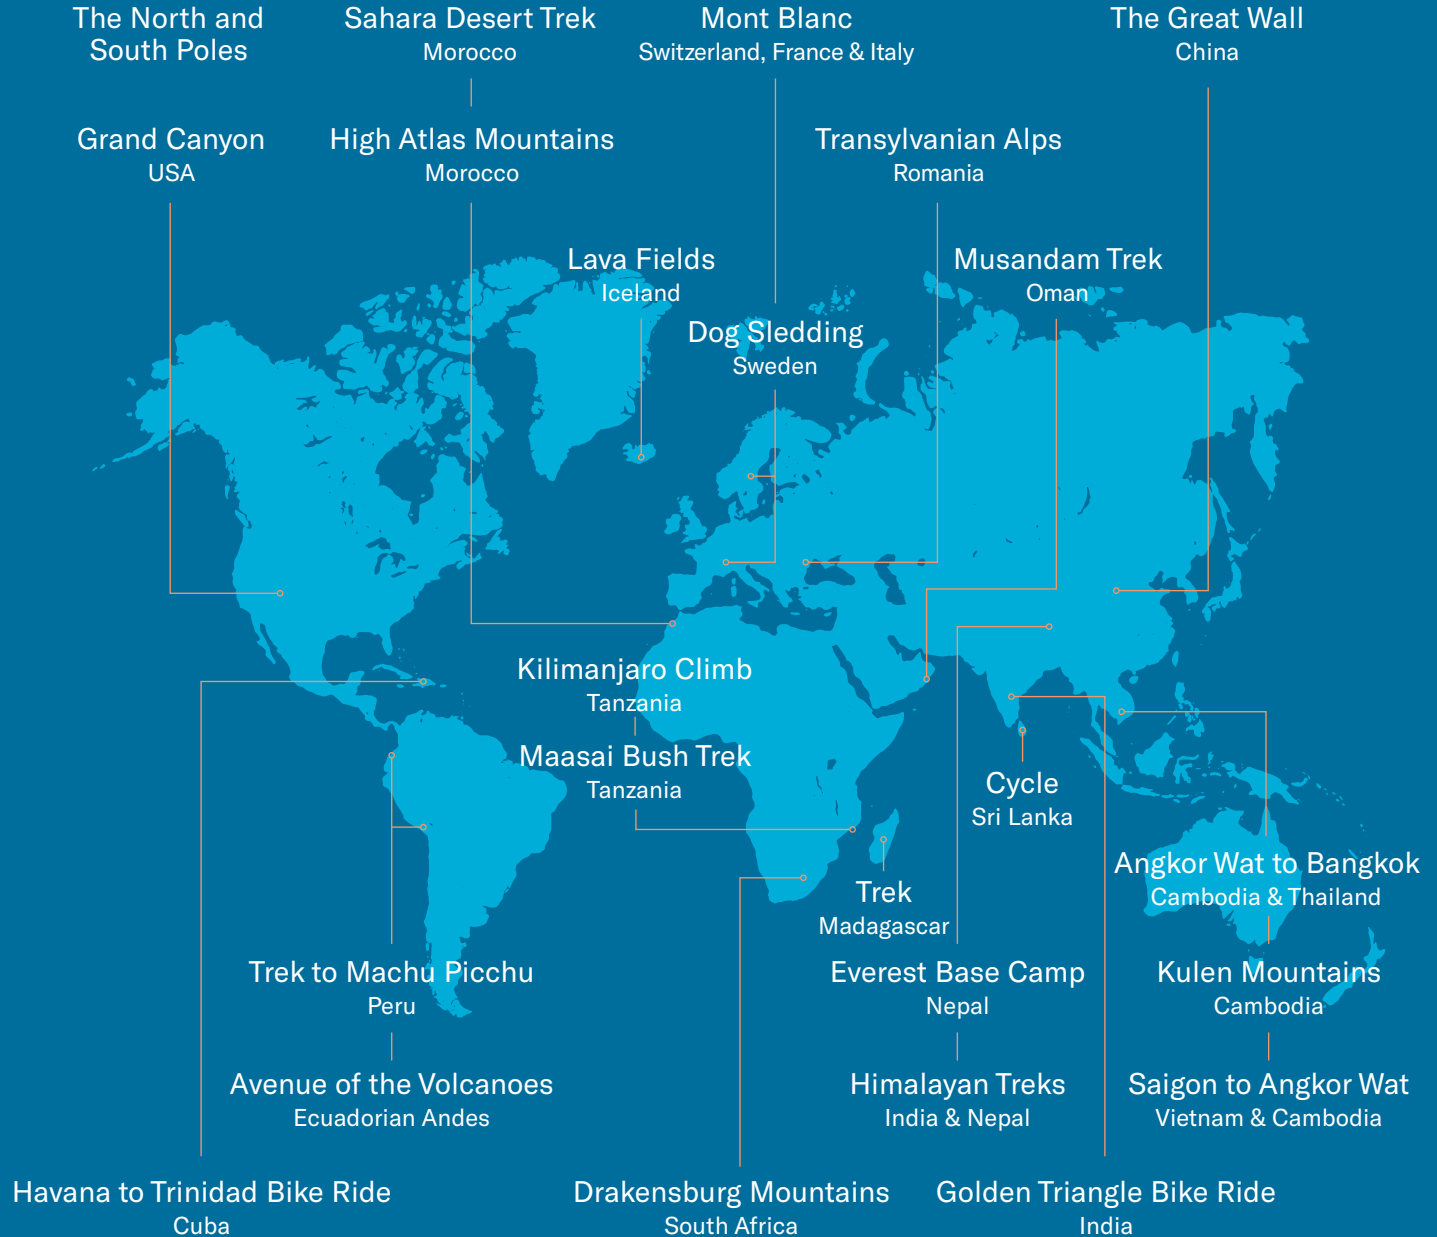 The North and
South Poles
Sahara Desert Trek
Morocco
Mont Blanc
Switzerland, France & Italy
The Great Wall
China
Grand Canyon
USA
High Atlas Mountains
Morocco
Transylvanian Alps
Romania
Lava Fields
Iceland
Musandam Trek
Oman
Dog Sledding
Sweden
Kilimanjaro Climb
Tanzania
Maasai Bush Trek
Tanzania
Cycle
Sri Lanka
Angkor Wat to Bangkok
Cambodia & Thailand
Trek
Madagascar
Trek to Machu Picchu
Peru
Everest Base Camp
Nepal
Kulen Mountains
Cambodia
Avenue of the Volcanoes
Ecuadorian Andes
Himalayan Treks
India & Nepal
Saigon to Angkor Wat
Vietnam & Cambodia
Havana to Trinidad Bike Ride
Cuba
Drakensburg Mountains
South Africa
Golden Triangle Bike Ride
India